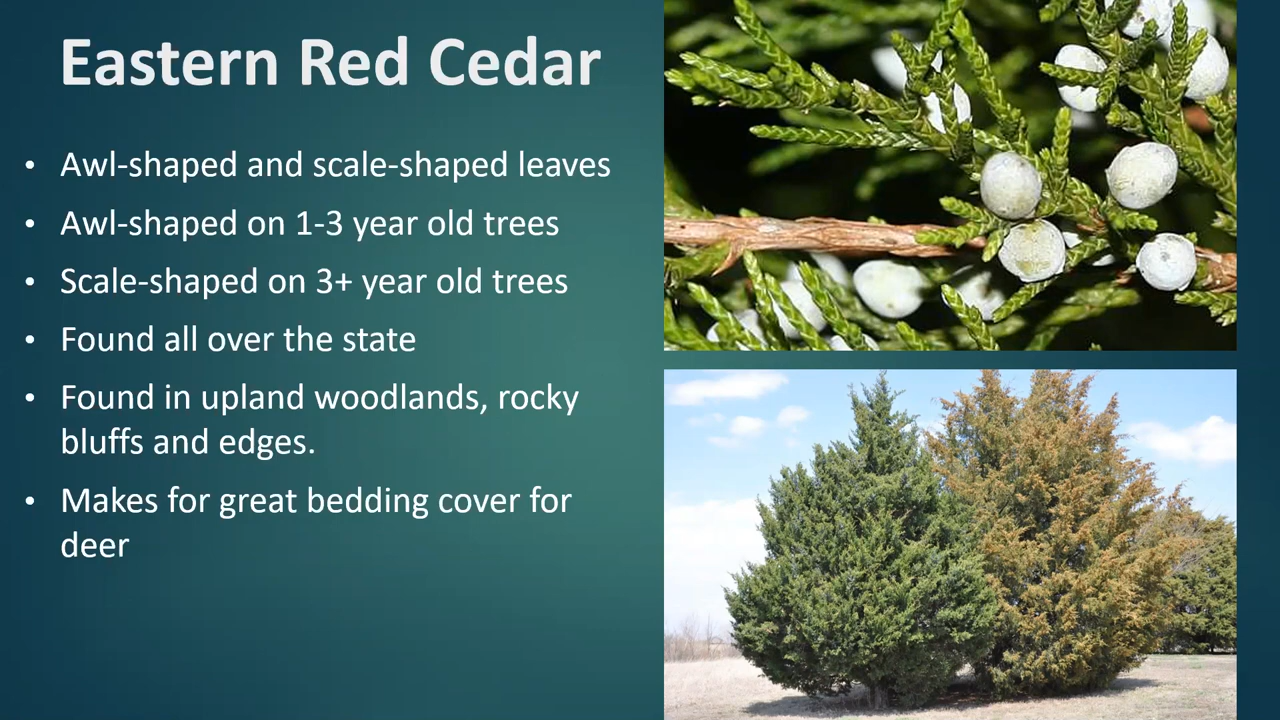 Eastern Red Cedar
• Awl-shaped and scale-shaped leaves
• Awl-shaped on 1-3 year old trees
• Scale-shaped on 3+ year old trees
• Found all over the state
• Found in upland woodlands, rocky
bluffs and edges.
• Makes for great bedding cover for
deer